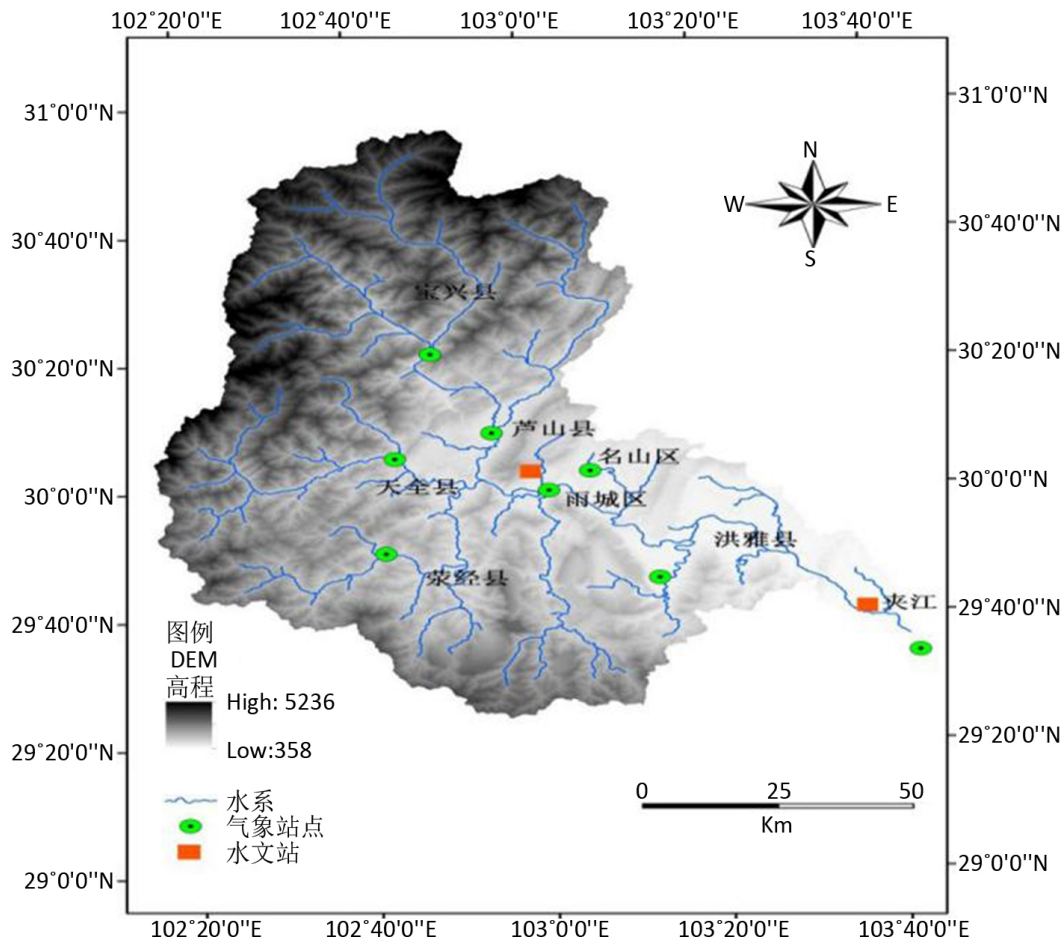 102°20'0''E 102°40'0''E 103°0'0''E 103°20'0''E 103°40'0''E
31°0'0''N
31°0'0''N
N
W
E
S
30°40'0''N
30°40'0''N
宝兴县
30°20'0''N
30°20'0''N
芦山县
名山区
天全县
雨城区
30°0'0''N
30°0'0''N
洪雅县
荥经县
夹江
29°40'0''N
29°40'0''N
图例
DEM
高程
High: 5236
Low:358
29°20'0''N
29°20'0''N
水系
气象站点
水文站
0 25 50
Km
29°0'0''N
29°0'0''N
102°20'0''E 102°40'0''E 103°0'0''E 103°20'0''E 103°40'0''E